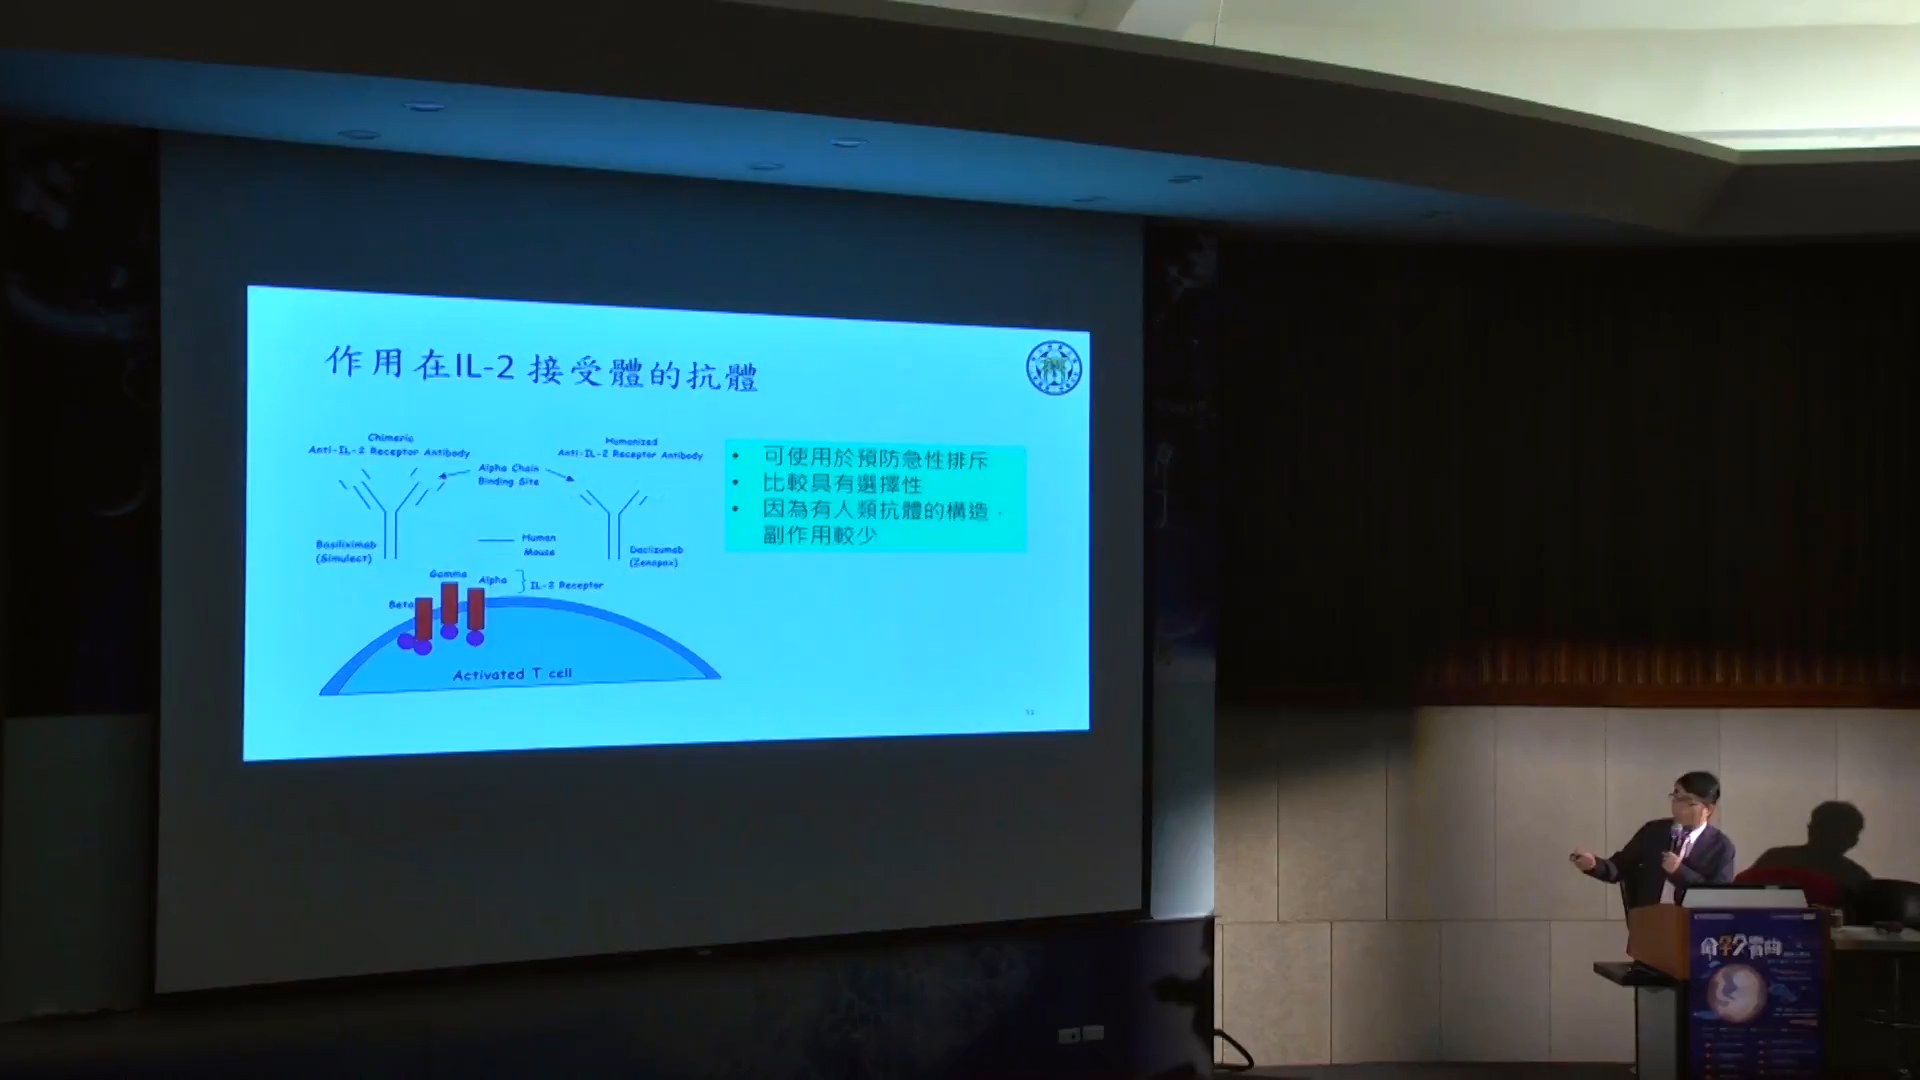 作用在IL-2 接受體的抗體
Chimeric
Anti-IL-2 Receptor Antibody
Humanized
Anti-IL-2 Receptor Antibody
Alpha Chain
Binding Site
Basiliximab
(Simulect)
Human
Mouse
Daclizumab
(Zenapax)
Gamma
Alpha
IL-2 Receptor
Beta
Activated T cell
• 可使用於預防急性排斥
• 比較具有選擇性
• 因為有人類抗體的構造，
副作用較少